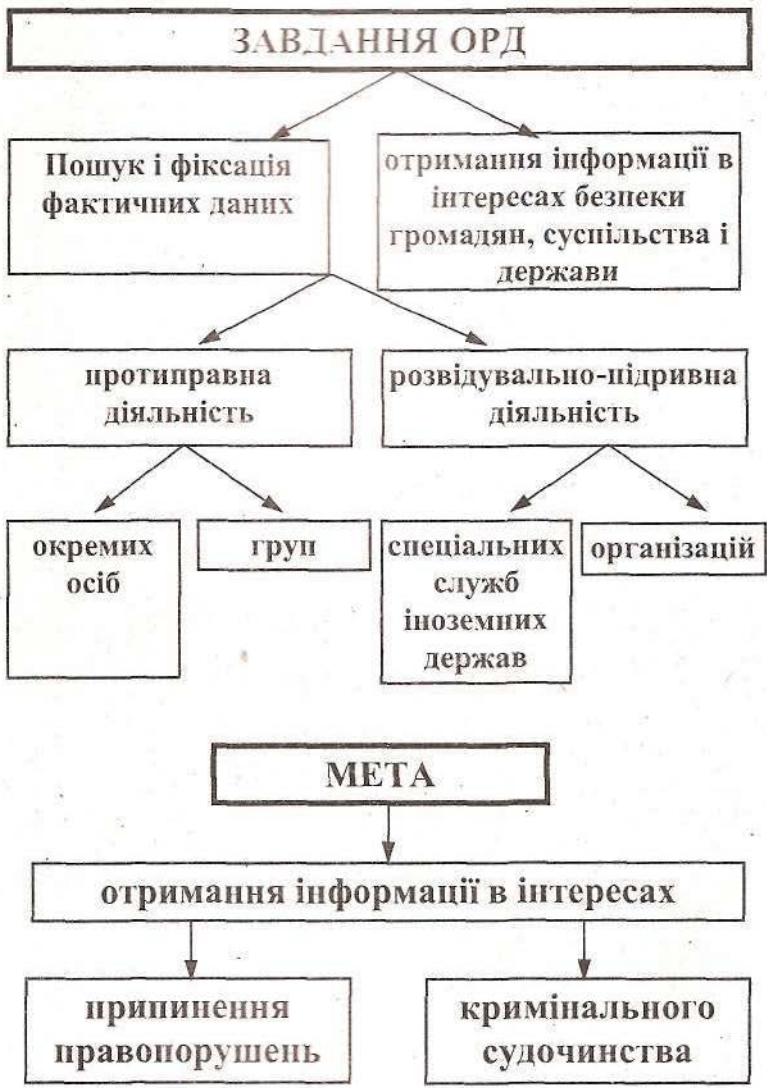 ЗАВДАННЯ ОРД
Пошук і фіксація
фактичних даних
отримання інформації в
інтересах безпеки
громадян, суспільства і
держави
протиправна
діяльність
розвідувально-підривна
діяльність
окремих
осіб
груп
спеціальних
служб
іноземних
держав
організацій
МЕТА
отримання інформації в інтересах
припинення
правопорушень
кримінального
судочинства